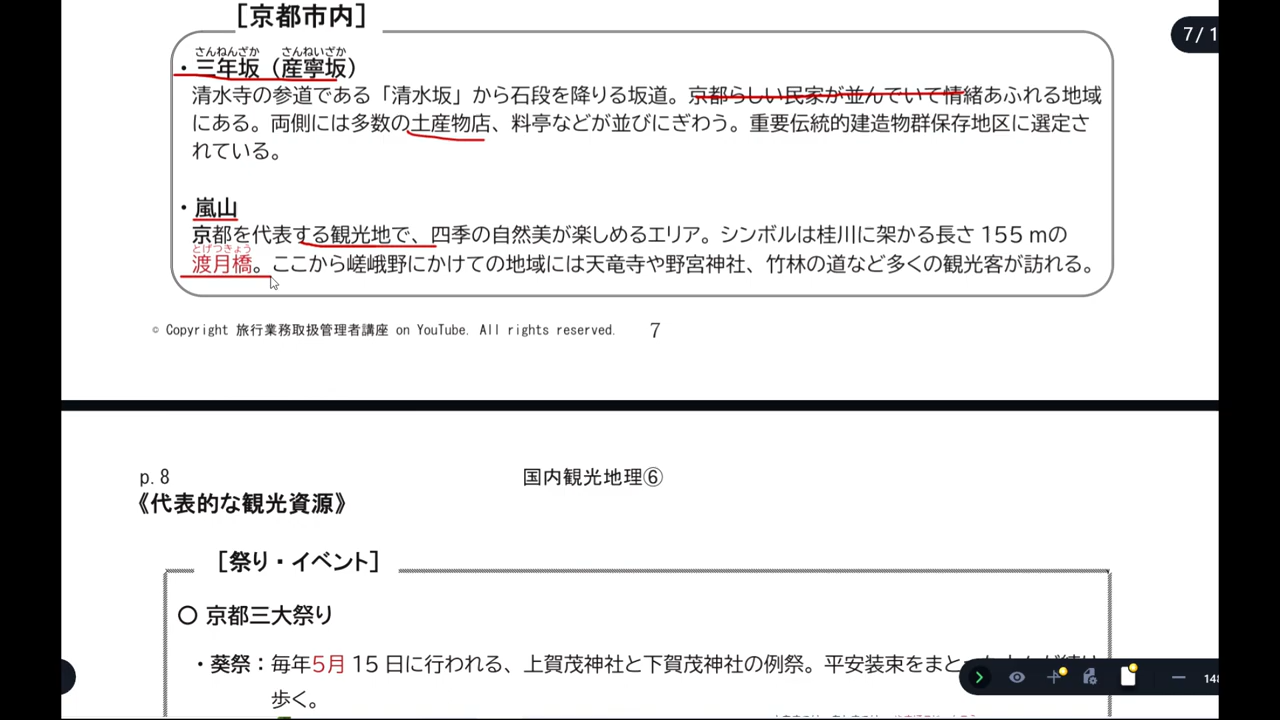 ［京都市内］
7/1
さんねんざか さんねいざか
・三年坂（産寧坂）
清水寺の参道である「清水坂」から石段を降りる坂道。京都らしい民家が並んでいて情緒あふれる地域
にある。両側には多数の土産物店、料亭などが並びにぎわう。重要伝統的建造物群保存地区に選定さ
れている。
・嵐山
京都を代表する観光地で、四季の自然美が楽しめるエリア。シンボルは桂川に架かる長さ 155 mの
とげつきょう
渡月橋。ここから嵯峨野にかけての地域には天竜寺や野宮神社、竹林の道など多くの観光客が訪れる。
© Copyright 旅行業務取扱管理者講座 on YouTube. All rights reserved. 7
p.8 国内観光地理⑥
《代表的な観光資源》
［祭り・イベント］
〇 京都三大祭り
・葵祭：毎年5月 15 日に行われる、上賀茂神社と下賀茂神社の例祭。平安装束をまと
歩く。